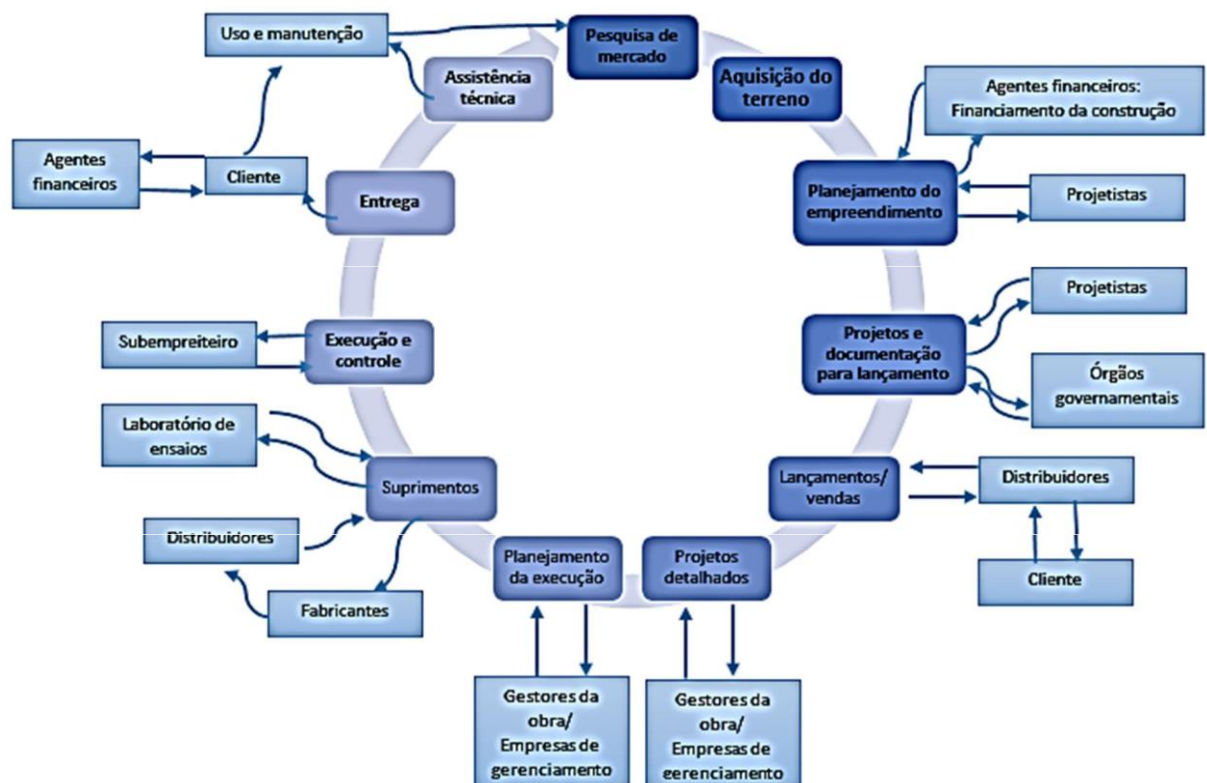 Uso e manutenção
Pesquisa de
mercado
Assistência
técnica
Aquisição do
terreno
Agentes financeiros:
Financiamento da construção
Agentes
financeiros
Cliente
Entrega
Planejamento do
empreendimento
Projetistas
Projetistas
Subempreiteiro
Execução e
controle
Projetos e
documentação
para lançamento
Órgãos
governamentais
Laboratório de
ensaios
Suprimentos
Lançamentos/
vendas
Distribuidores
Distribuidores
Planejamento
da execução
Projetos
detalhados
Cliente
Fabricantes
Gestores da
obra/
Empresas de
gerenciamento
Gestores da
obra/
Empresas de
gerenciamento